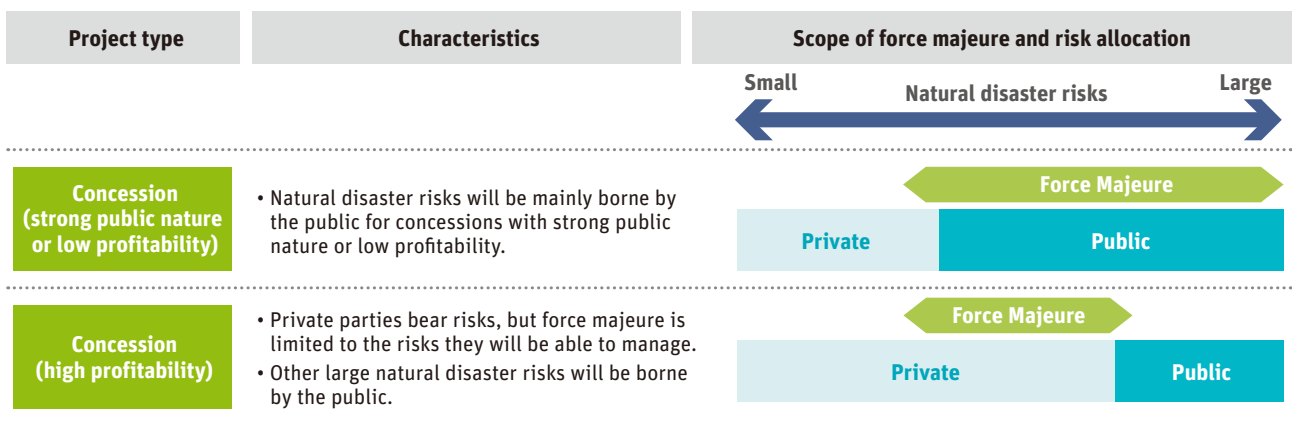 Project type
Characteristics
Scope of force majeure and risk allocation
Small
Natural disaster risks
Large
Concession
(strong public nature
or low profitability)
• Natural disaster risks will be mainly borne by
the public for concessions with strong public
nature or low profitability.
Force Majeure
Private
Public
Concession
(high profitability)
• Private parties bear risks, but force majeure is
limited to the risks they will be able to manage.
• Other large natural disaster risks will be borne
by the public.
Force Majeure
Private
Public